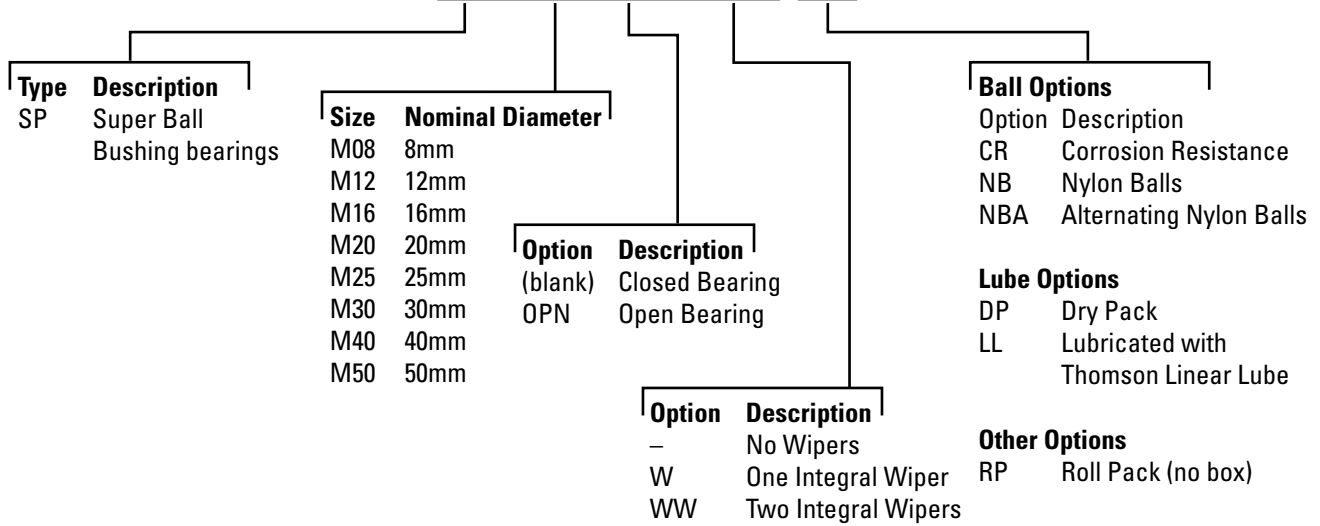 Type Description
SP Super Ball
Bushing bearings
Size Nominal Diameter
M08 8mm
M12 12mm
M16 16mm
M20 20mm
M25 25mm
M30 30mm
M40 40mm
M50 50mm
Option Description
(blank) Closed Bearing
OPN Open Bearing
Option Description
– No Wipers
W One Integral Wiper
WW Two Integral Wipers
Ball Options
Option Description
CR Corrosion Resistance
NB Nylon Balls
NBA Alternating Nylon Balls
Lube Options
DP Dry Pack
LL Lubricated with
Thomson Linear Lube
Other Options
RP Roll Pack (no box)